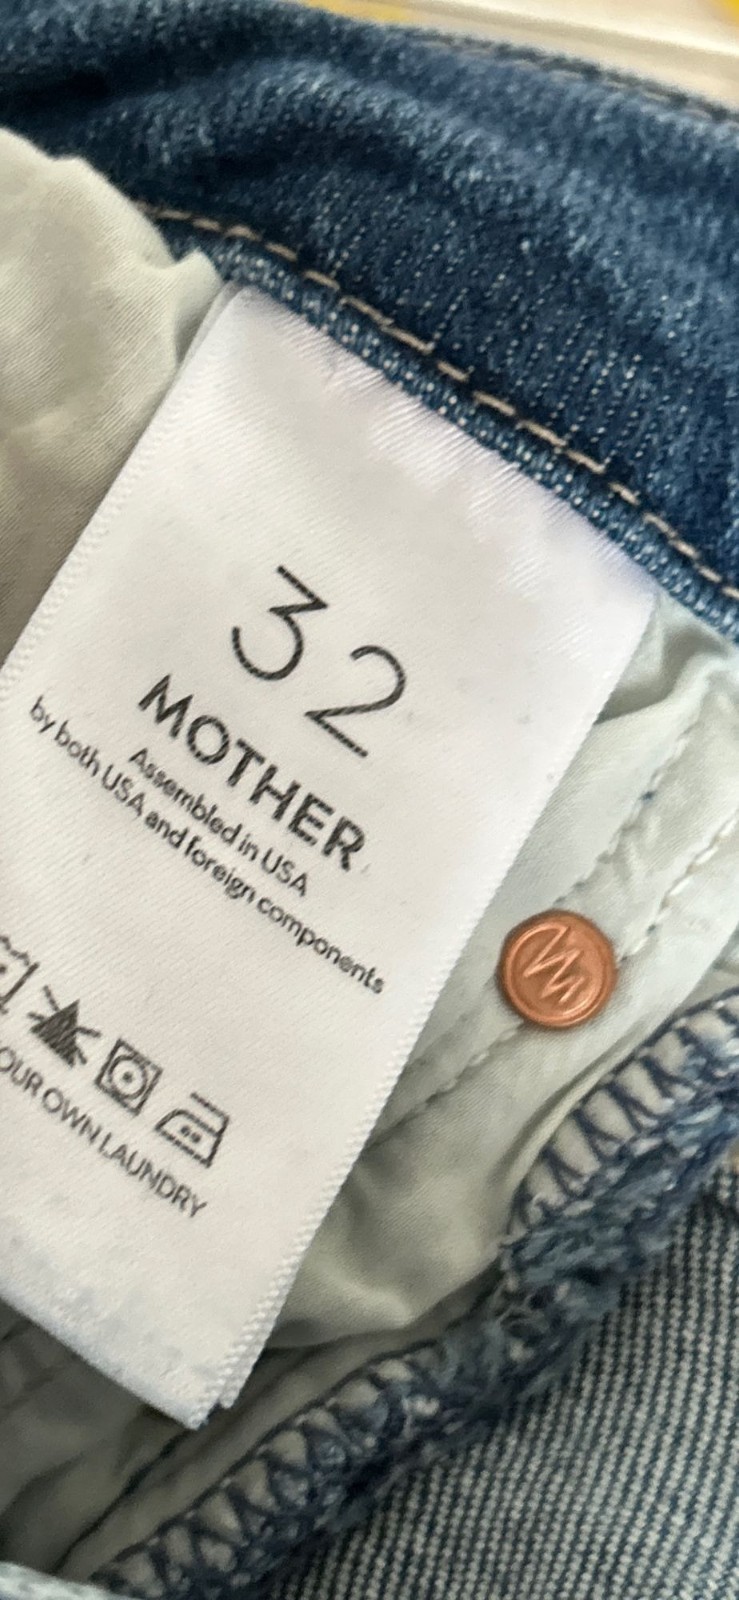 32
MOTHER
Assembled in USA
by both USA and foreign components
OUR OWN LAUNDRY